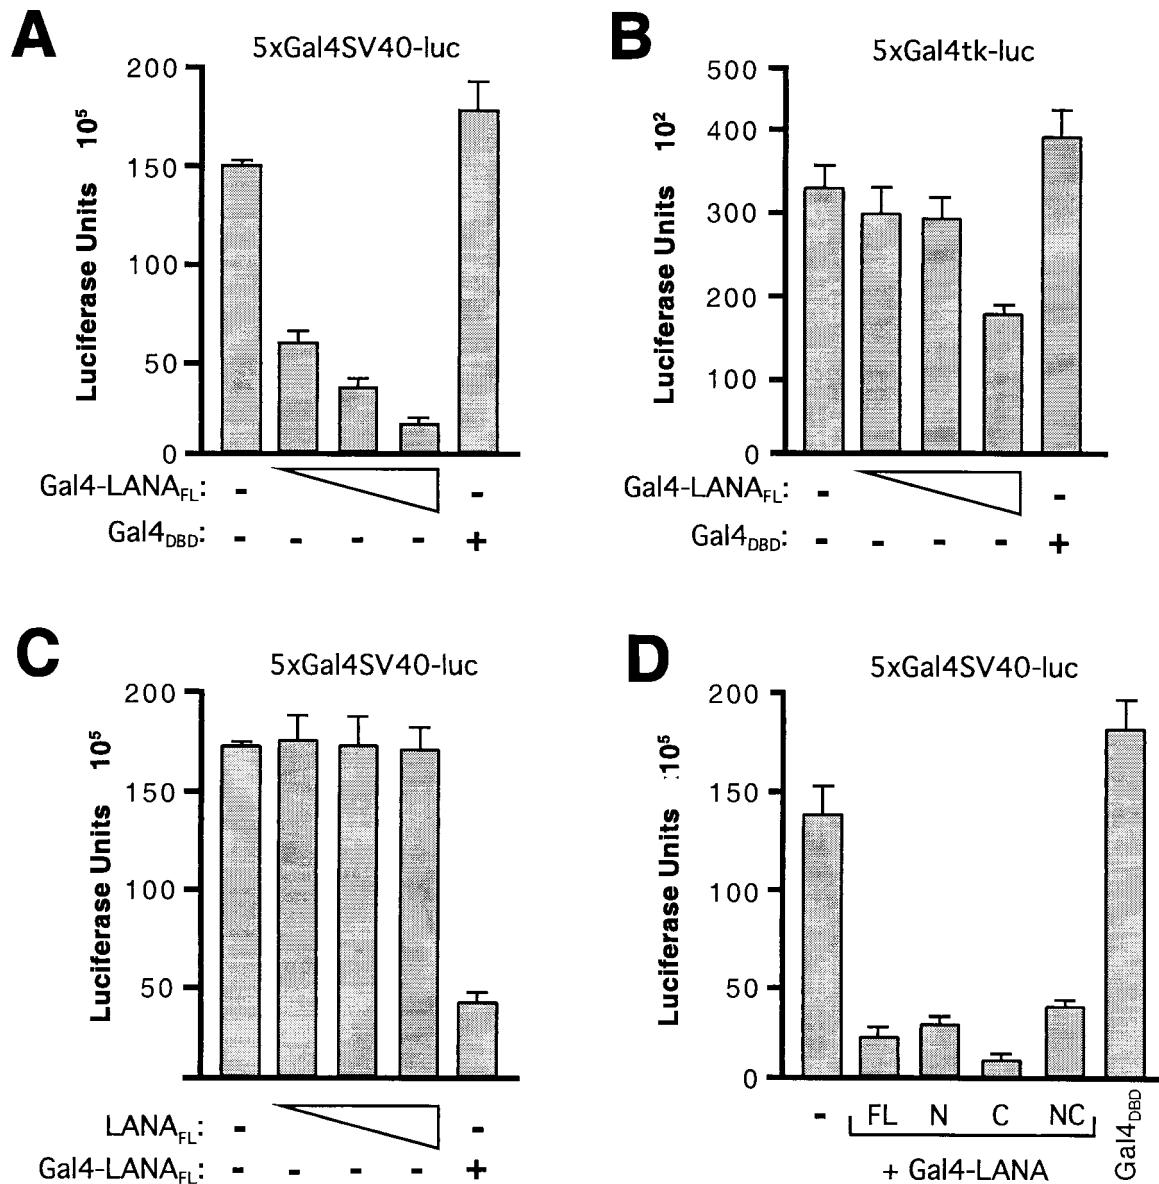 A
5xGal4SV40-luc
Luciferase Units 10⁵
200
150
100
50
0
Gal4-LANA_FL: - -
Gal4_DBD: - - - - +
B
5xGal4tk-luc
Luciferase Units 10²
500
400
300
200
100
0
Gal4-LANA_FL: - -
Gal4_DBD: - - - - +
C
5xGal4SV40-luc
Luciferase Units 10⁵
200
150
100
50
LANA_FL: - -
Gal4-LANA_FL: - - - - +
D
5xGal4SV40-luc
Luciferase Units 10⁵
200
150
100
50
0
- FL N C NC Gal4_DBD
+ Gal4-LANA